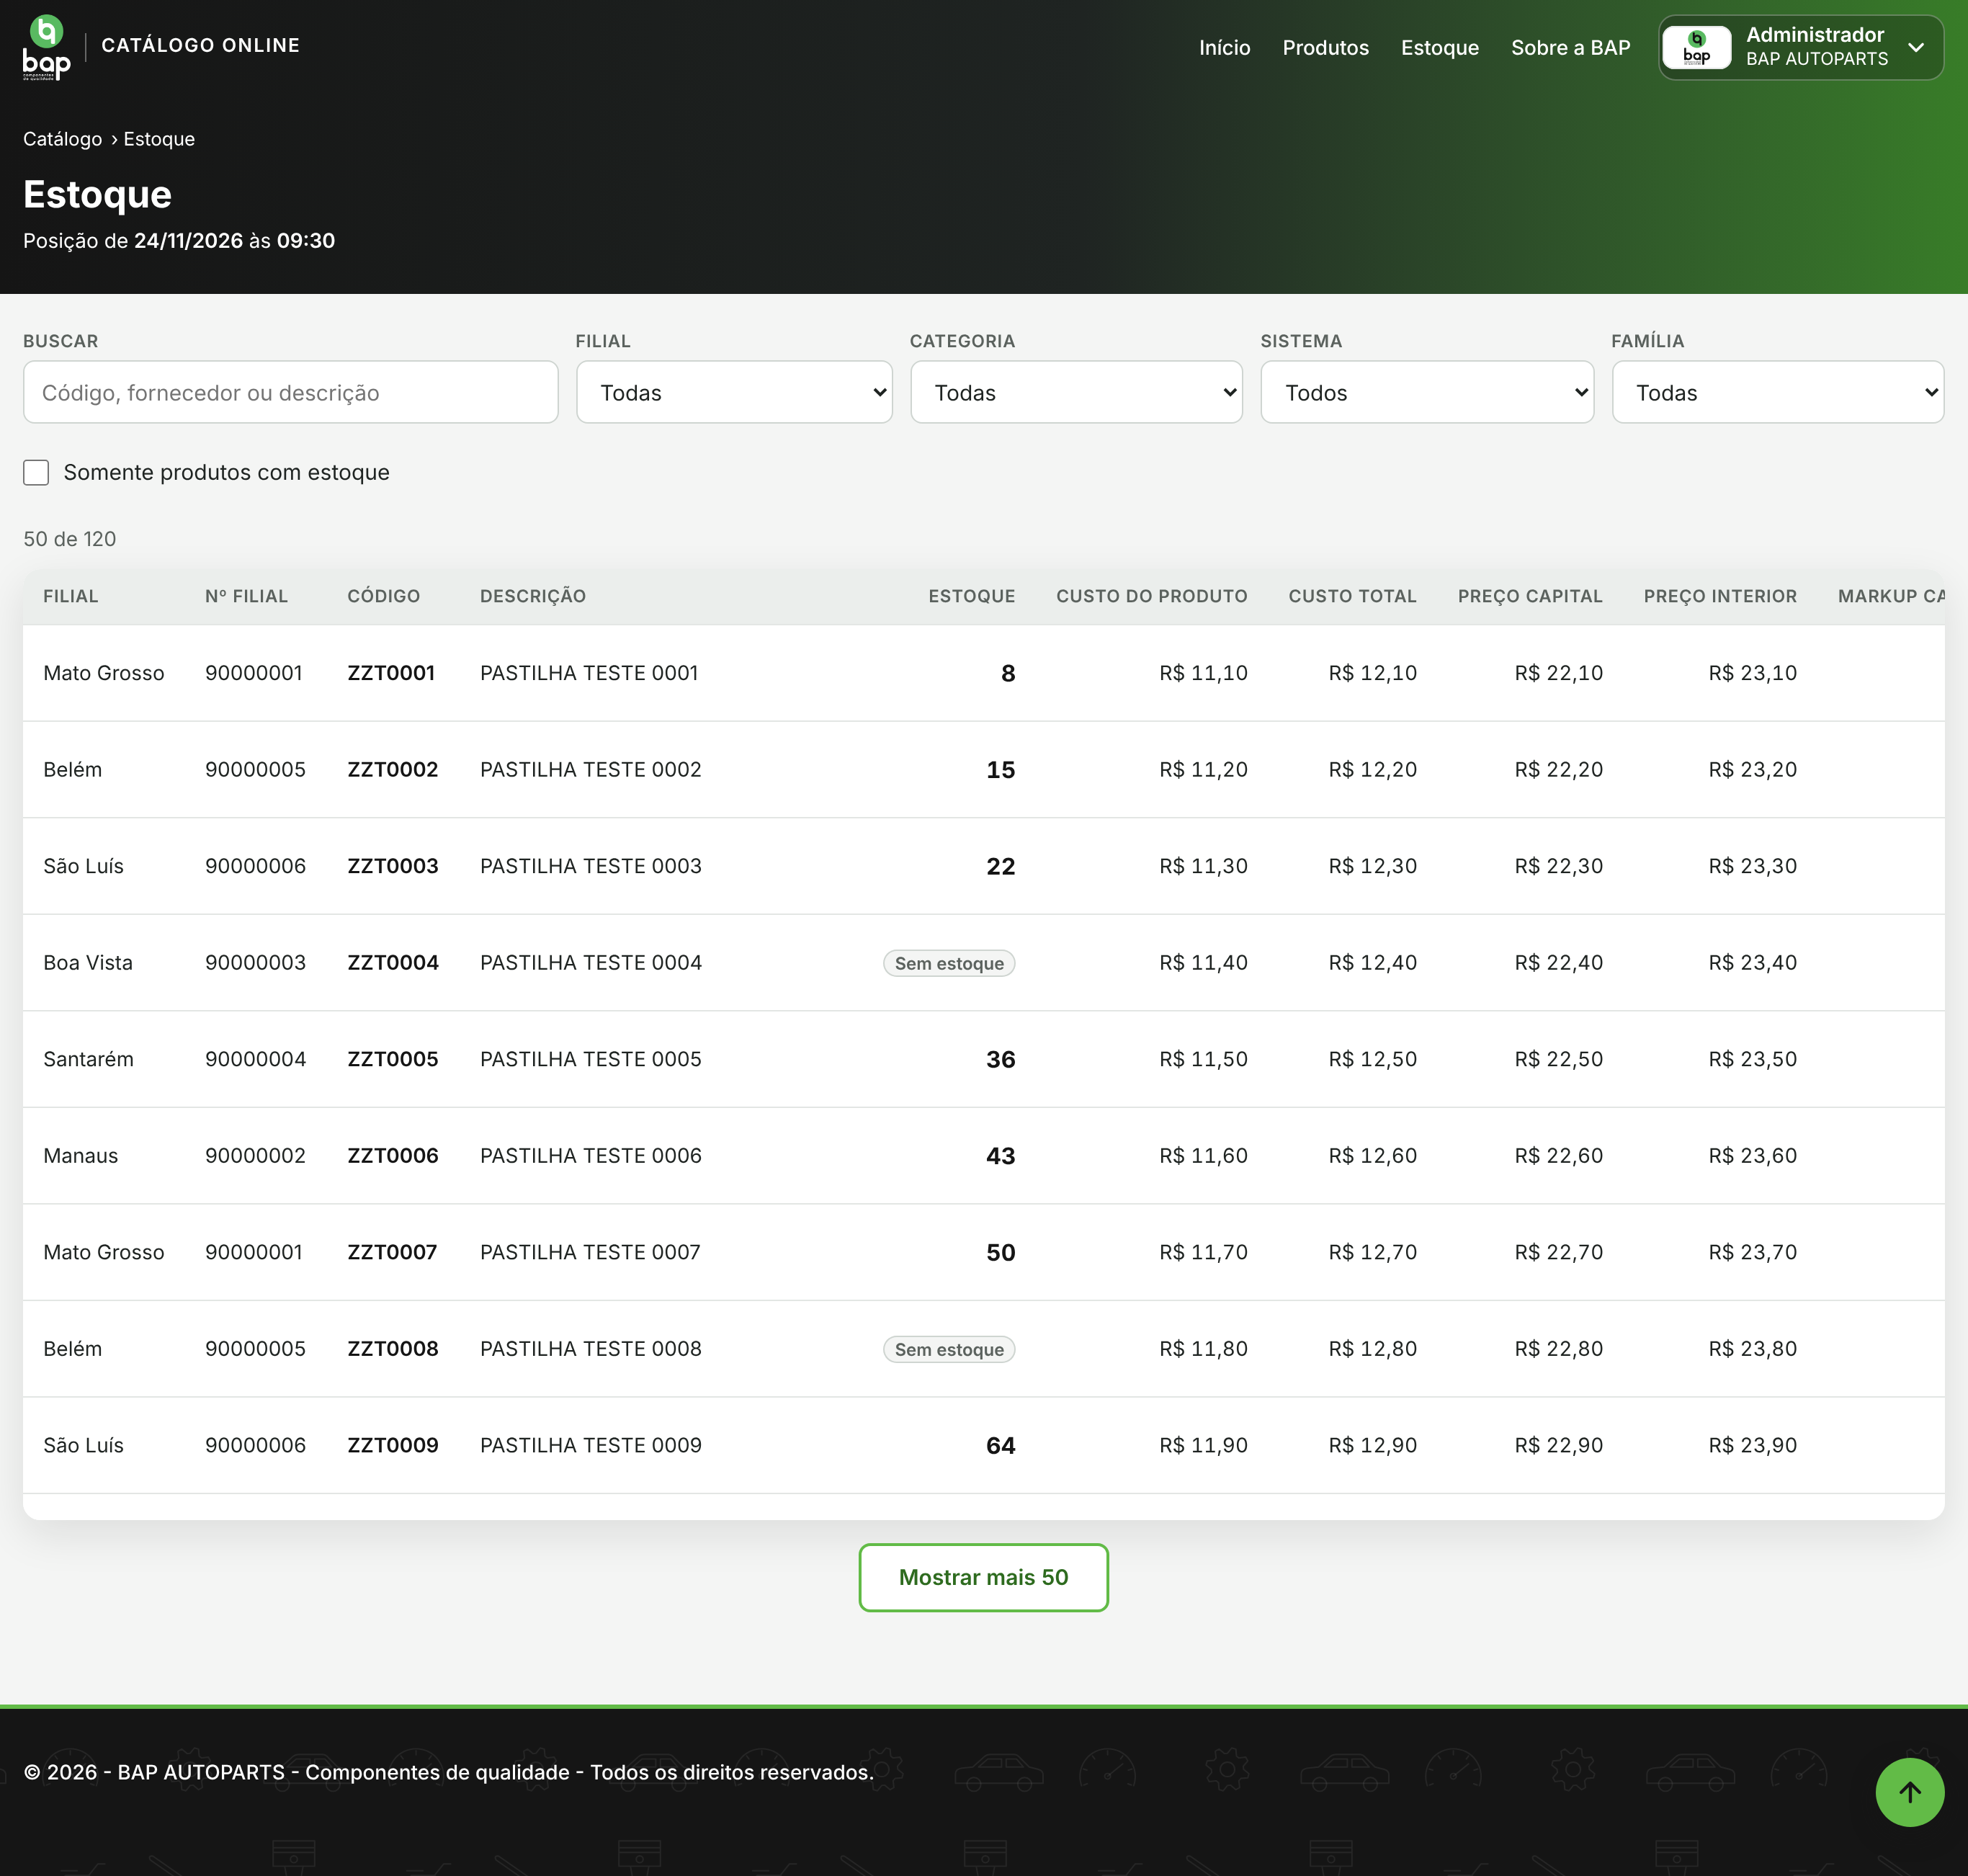 bap
componentes
de qualidade
CATÁLOGO ONLINE
Início Produtos Estoque Sobre a BAP
bap
Administrador
BAP AUTOPARTS
Catálogo › Estoque
Estoque
Posição de 24/11/2026 às 09:30
BUSCAR FILIAL CATEGORIA SISTEMA FAMÍLIA
Código, fornecedor ou descrição Todas Todas Todos Todas
Somente produtos com estoque
50 de 120
FILIAL Nº FILIAL CÓDIGO DESCRIÇÃO ESTOQUE CUSTO DO PRODUTO CUSTO TOTAL PREÇO CAPITAL PREÇO INTERIOR MARKUP CA
Mato Grosso 90000001 ZZT0001 PASTILHA TESTE 0001 8 R$ 11,10 R$ 12,10 R$ 22,10 R$ 23,10
Belém 90000005 ZZT0002 PASTILHA TESTE 0002 15 R$ 11,20 R$ 12,20 R$ 22,20 R$ 23,20
São Luís 90000006 ZZT0003 PASTILHA TESTE 0003 22 R$ 11,30 R$ 12,30 R$ 22,30 R$ 23,30
Boa Vista 90000003 ZZT0004 PASTILHA TESTE 0004 Sem estoque R$ 11,40 R$ 12,40 R$ 22,40 R$ 23,40
Santarém 90000004 ZZT0005 PASTILHA TESTE 0005 36 R$ 11,50 R$ 12,50 R$ 22,50 R$ 23,50
Manaus 90000002 ZZT0006 PASTILHA TESTE 0006 43 R$ 11,60 R$ 12,60 R$ 22,60 R$ 23,60
Mato Grosso 90000001 ZZT0007 PASTILHA TESTE 0007 50 R$ 11,70 R$ 12,70 R$ 22,70 R$ 23,70
Belém 90000005 ZZT0008 PASTILHA TESTE 0008 Sem estoque R$ 11,80 R$ 12,80 R$ 22,80 R$ 23,80
São Luís 90000006 ZZT0009 PASTILHA TESTE 0009 64 R$ 11,90 R$ 12,90 R$ 22,90 R$ 23,90
Mostrar mais 50
© 2026 - BAP AUTOPARTS - Componentes de qualidade - Todos os direitos reservados.